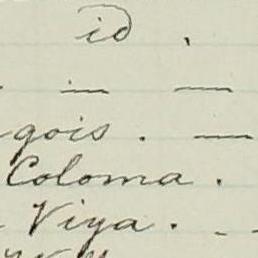 id .
— —
gois . —
Coloma .
Viya . - -